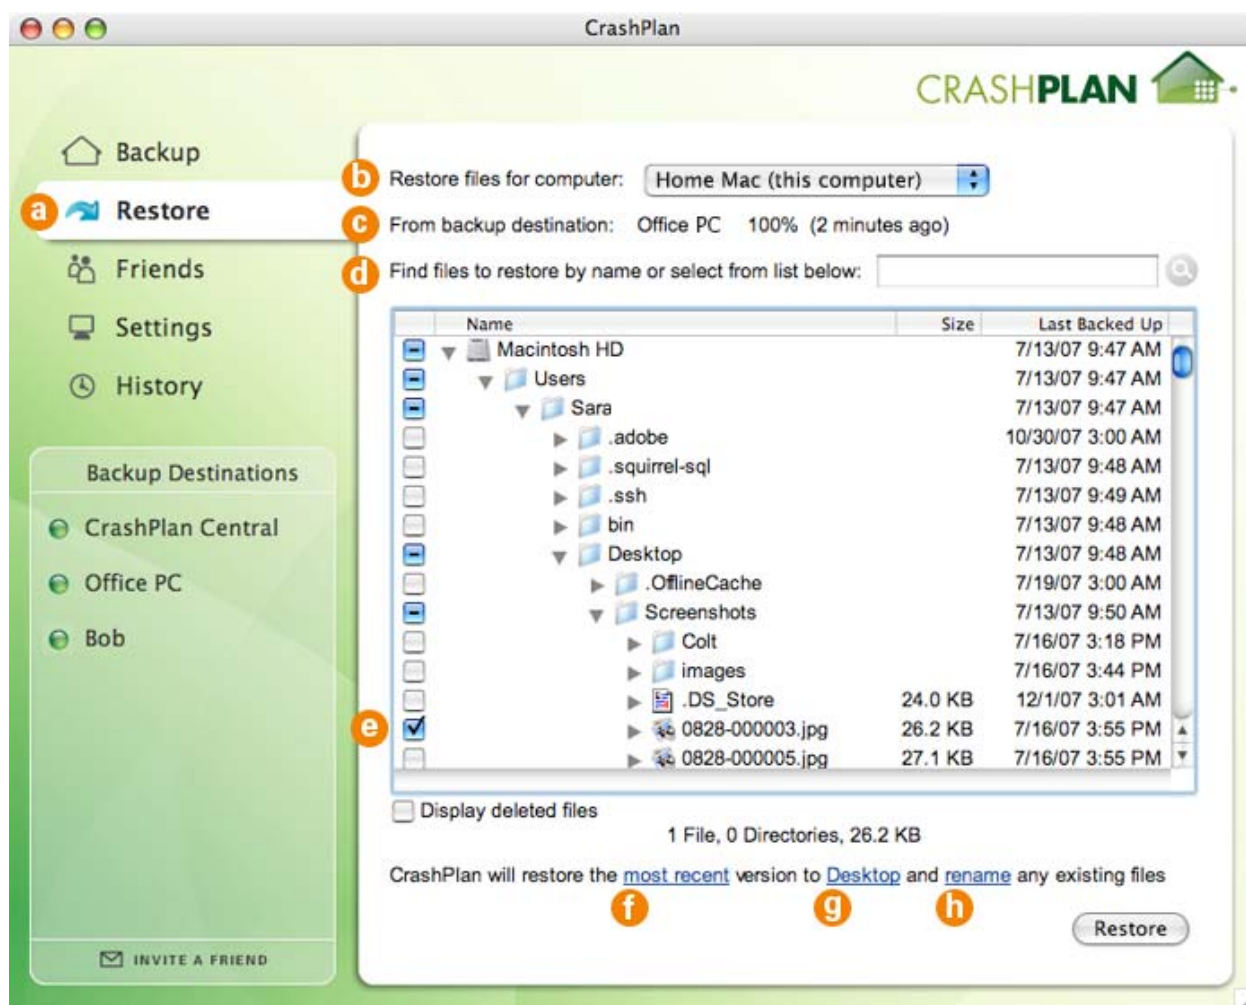 CrashPlan
CRASHPLAN
Backup
a Restore
Friends
Settings
History
Backup Destinations
CrashPlan Central
Office PC
Bob
INVITE A FRIEND
b Restore files for computer: Home Mac (this computer)
c From backup destination: Office PC 100% (2 minutes ago)
d Find files to restore by name or select from list below:
Name Size Last Backed Up
Macintosh HD 7/13/07 9:47 AM
Users 7/13/07 9:47 AM
Sara 7/13/07 9:47 AM
.adobe 10/30/07 3:00 AM
.squirrel-sql 7/13/07 9:48 AM
.ssh 7/13/07 9:49 AM
bin 7/13/07 9:48 AM
Desktop 7/13/07 9:48 AM
.OfflineCache 7/19/07 3:00 AM
Screenshots 7/13/07 9:50 AM
Colt 7/16/07 3:18 PM
images 7/16/07 3:44 PM
.DS_Store 24.0 KB 12/1/07 3:01 AM
e 0828-000003.jpg 26.2 KB 7/16/07 3:55 PM
0828-000005.jpg 27.1 KB 7/16/07 3:55 PM
Display deleted files
1 File, 0 Directories, 26.2 KB
CrashPlan will restore the most recent version to Desktop and rename any existing files
f g h
Restore